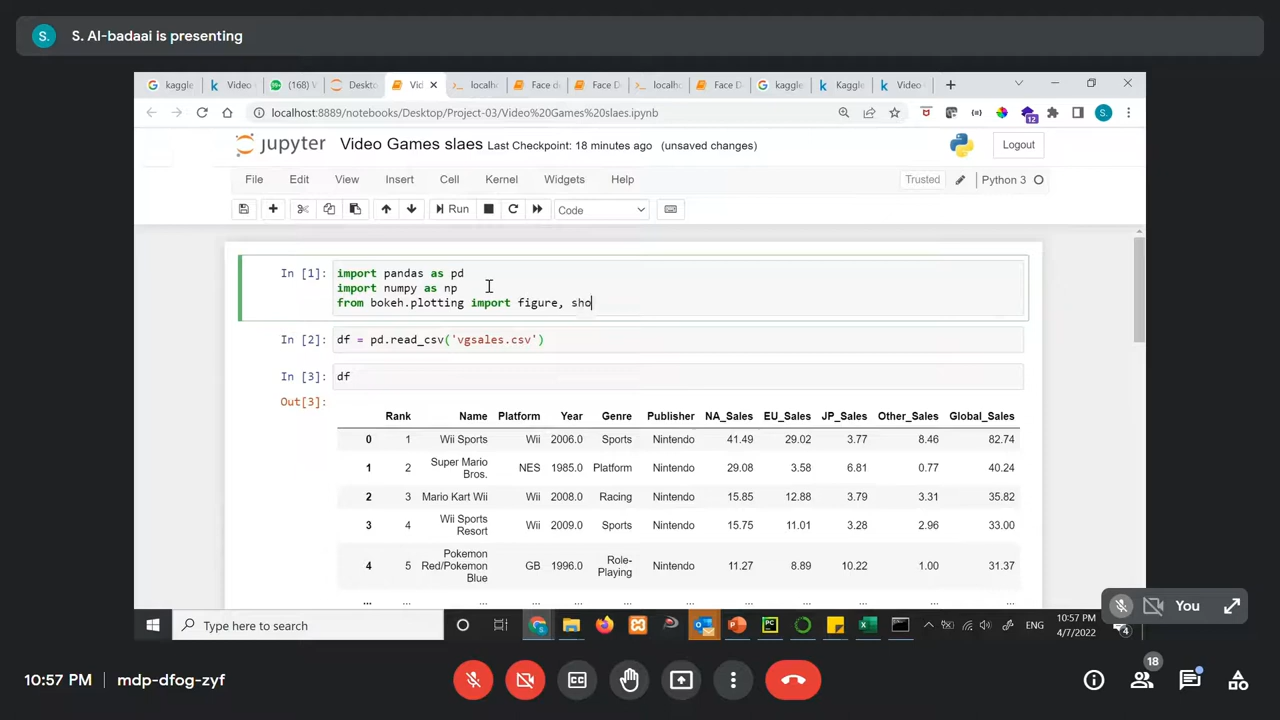 S. S. Al-badaai is presenting
kaggle
Video
(168) V
Deskto
Vid
localho
Face d
Face D
localho
Face D
kaggle
Kaggle
Video
localhost:8889/notebooks/Desktop/Project-03/Video%20Games%20slaes.ipynb
12
S
jupyter Video Games slaes Last Checkpoint: 18 minutes ago (unsaved changes)
Logout
File Edit View Insert Cell Kernel Widgets Help
Trusted Python 3
Run Code
In [1]: import pandas as pd
import numpy as np
from bokeh.plotting import figure, sho
In [2]: df = pd.read_csv('vgsales.csv')
In [3]: df
Out[3]:
Rank Name Platform Year Genre Publisher NA_Sales EU_Sales JP_Sales Other_Sales Global_Sales
0 1 Wii Sports Wii 2006.0 Sports Nintendo 41.49 29.02 3.77 8.46 82.74
1 2 Super Mario Bros. NES 1985.0 Platform Nintendo 29.08 3.58 6.81 0.77 40.24
2 3 Mario Kart Wii Wii 2008.0 Racing Nintendo 15.85 12.88 3.79 3.31 35.82
3 4 Wii Sports Resort Wii 2009.0 Sports Nintendo 15.75 11.01 3.28 2.96 33.00
4 5 Pokemon Red/Pokemon Blue GB 1996.0 Role-Playing Nintendo 11.27 8.89 10.22 1.00 31.37
... ... ... ... ... ... ... ... ... ... ... ...
You
Type here to search
PC
ENG
10:57 PM
4/7/2022
4
10:57 PM | mdp-dfog-zyf
CC
18